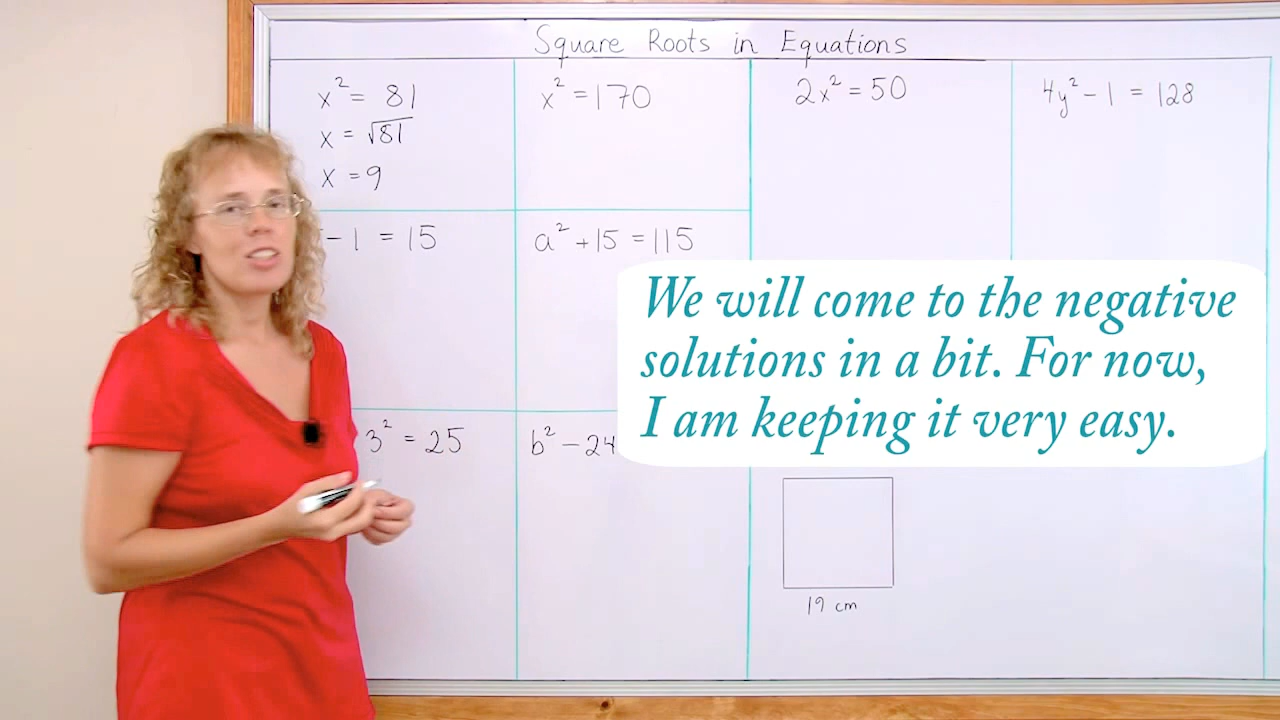 Square Roots in Equations
x² = 81
x = √81
x = 9
x² = 170
2x² = 50
4y² − 1 = 128
− 1 = 15
a² + 15 = 115
We will come to the negative
solutions in a bit. For now,
I am keeping it very easy.
3² = 25
b² − 24
19 cm